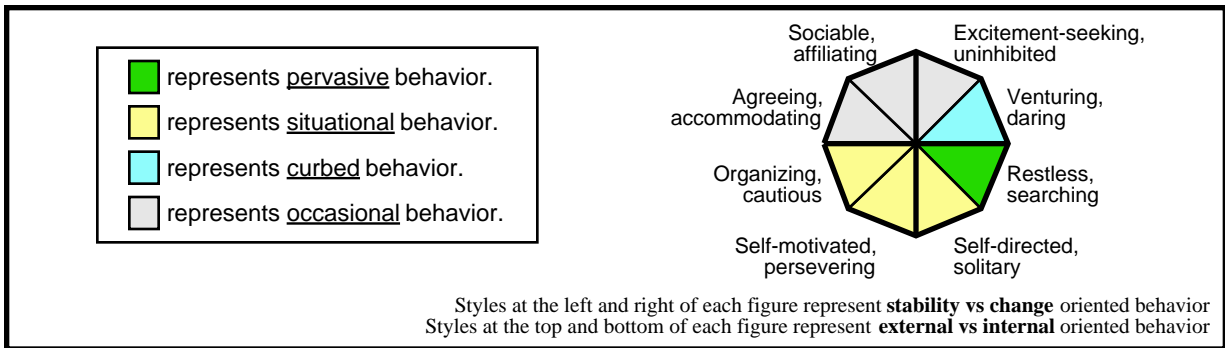 represents pervasive behavior.
represents situational behavior.
represents curbed behavior.
represents occasional behavior.
Sociable,
affiliating
Excitement-seeking,
uninhibited
Agreeing,
accommodating
Venturing,
daring
Organizing,
cautious
Restless,
searching
Self-motivated,
persevering
Self-directed,
solitary
Styles at the left and right of each figure represent stability vs change oriented behavior
Styles at the top and bottom of each figure represent external vs internal oriented behavior